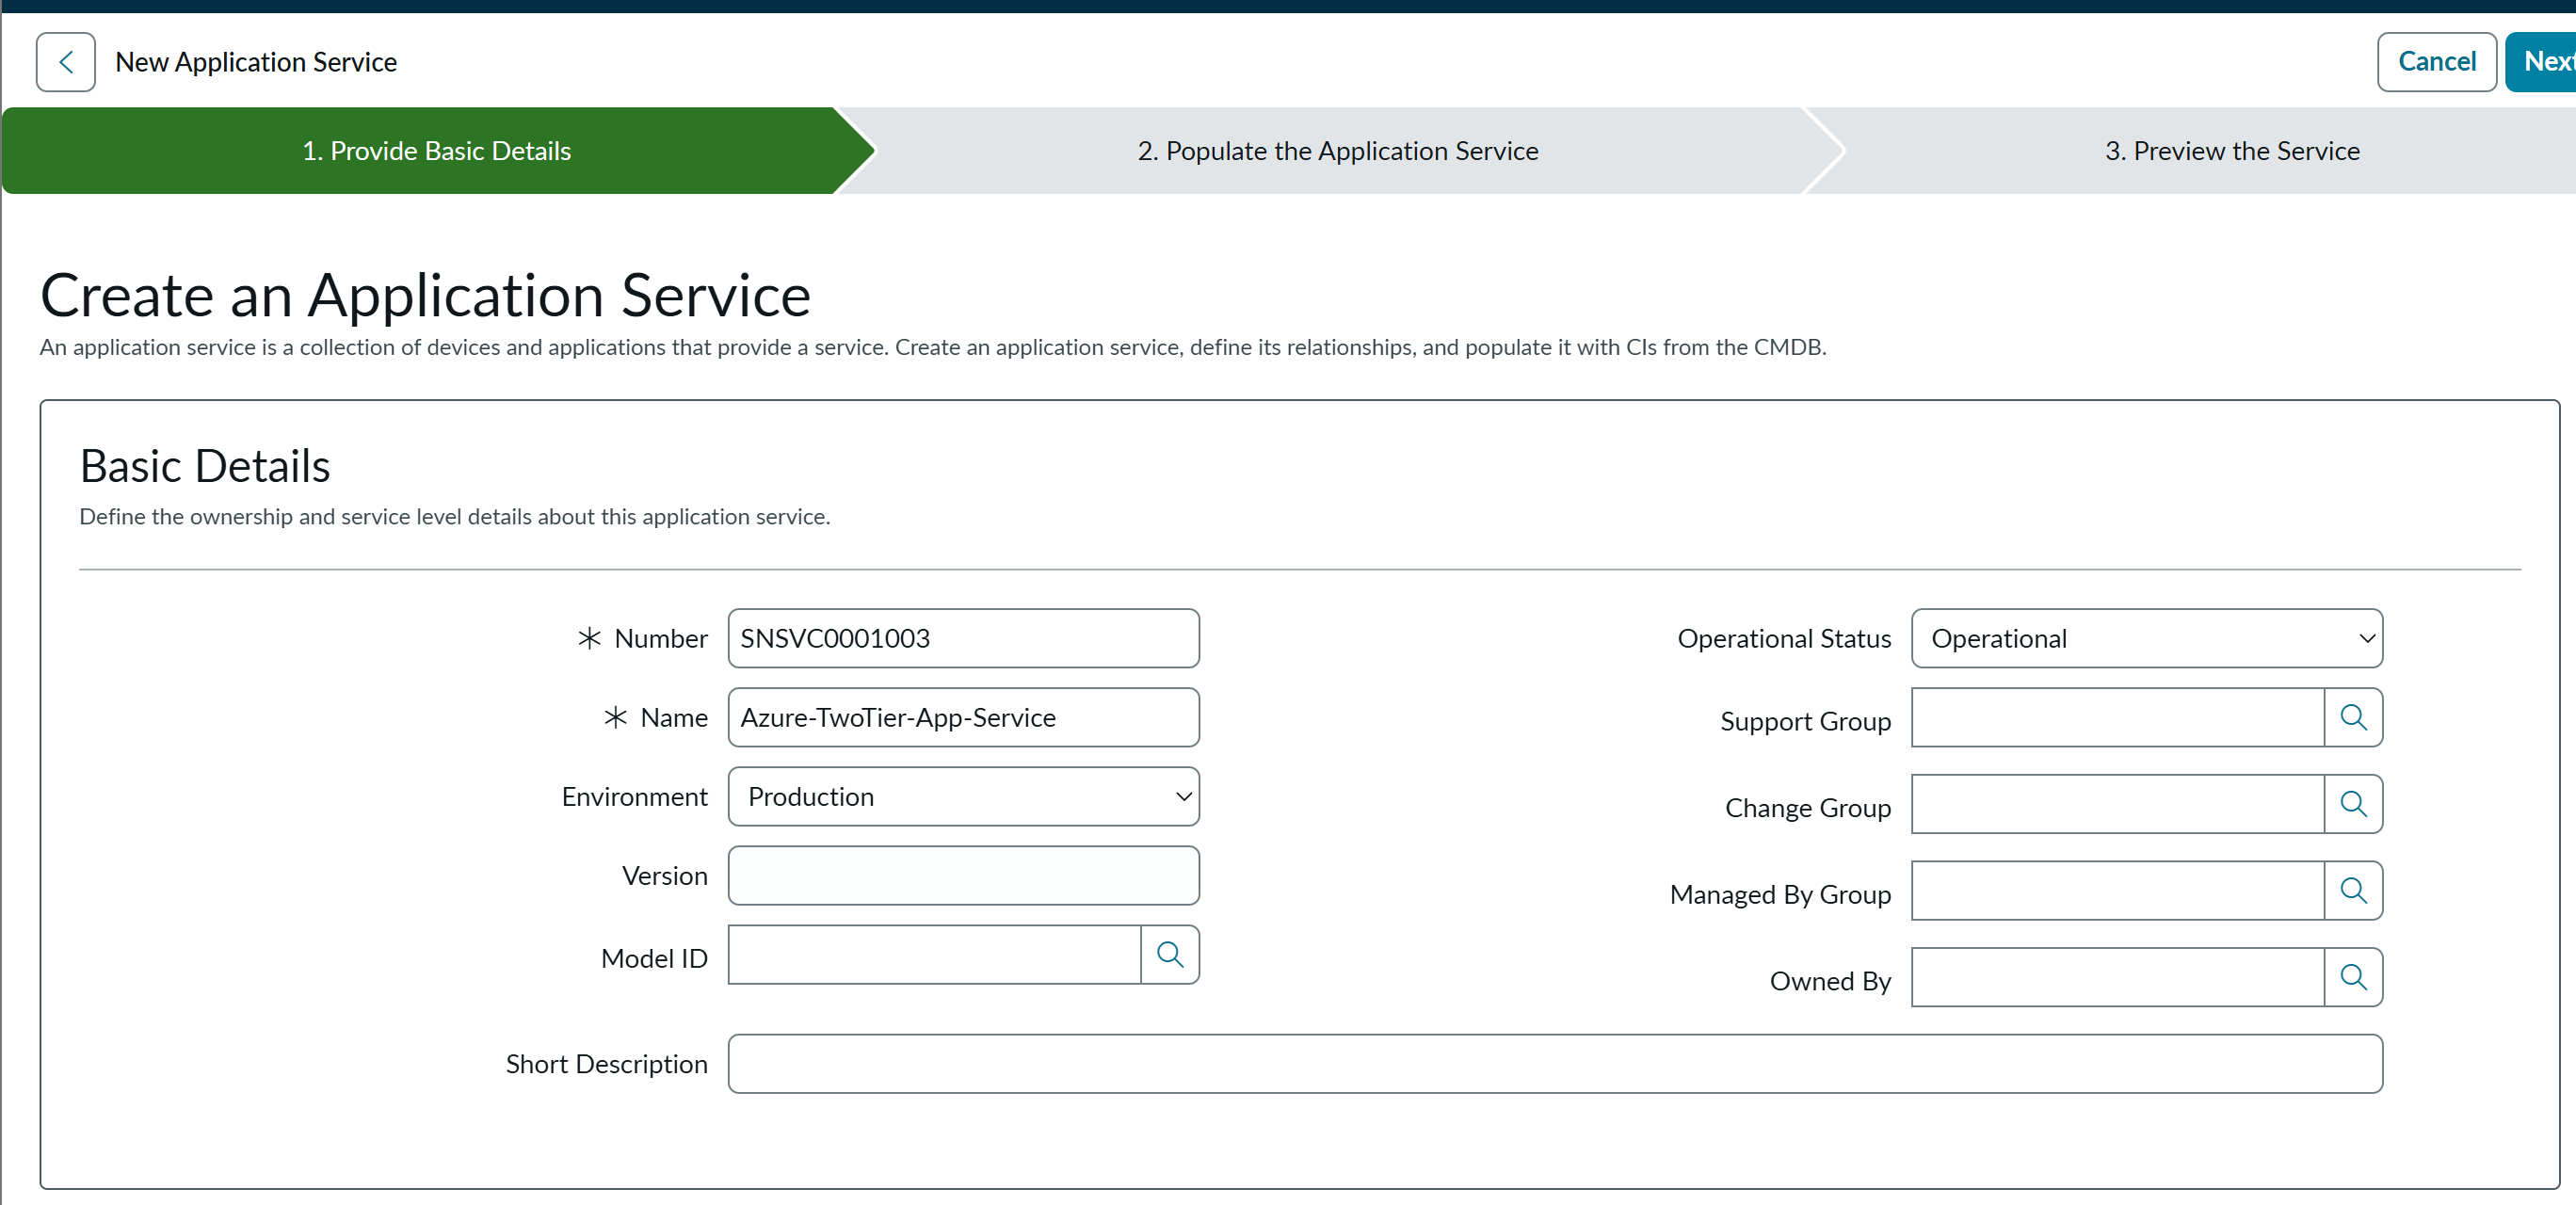 New Application Service
Cancel
Next
1. Provide Basic Details
2. Populate the Application Service
3. Preview the Service
Create an Application Service
An application service is a collection of devices and applications that provide a service. Create an application service, define its relationships, and populate it with CIs from the CMDB.
Basic Details
Define the ownership and service level details about this application service.
* Number SNSVC0001003
Operational Status Operational
* Name Azure-TwoTier-App-Service
Support Group
Environment Production
Change Group
Version
Managed By Group
Model ID
Owned By
Short Description